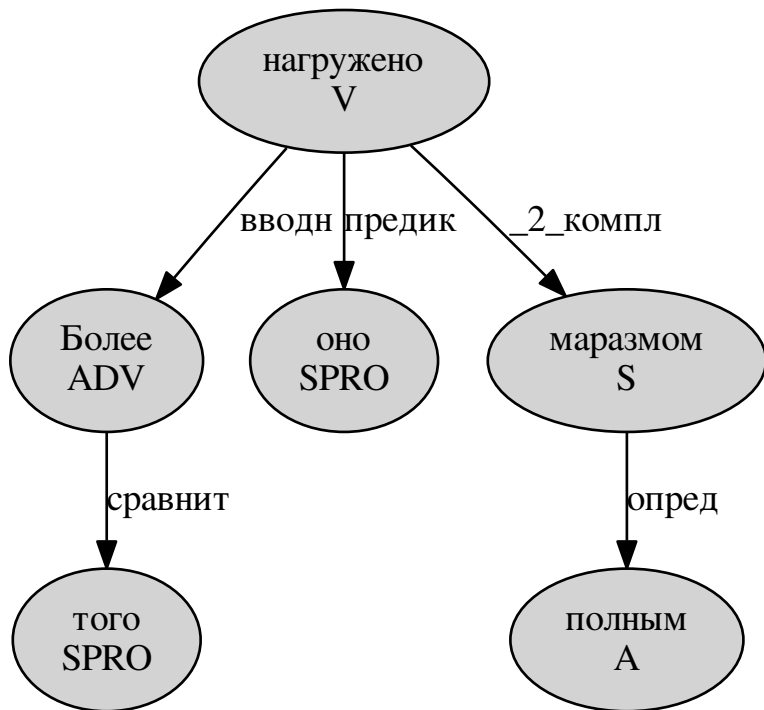 нагружено
V
вводн предик _2_компл
Более
ADV
оно
SPRO
маразмом
S
сравнит
опред
того
SPRO
полным
A